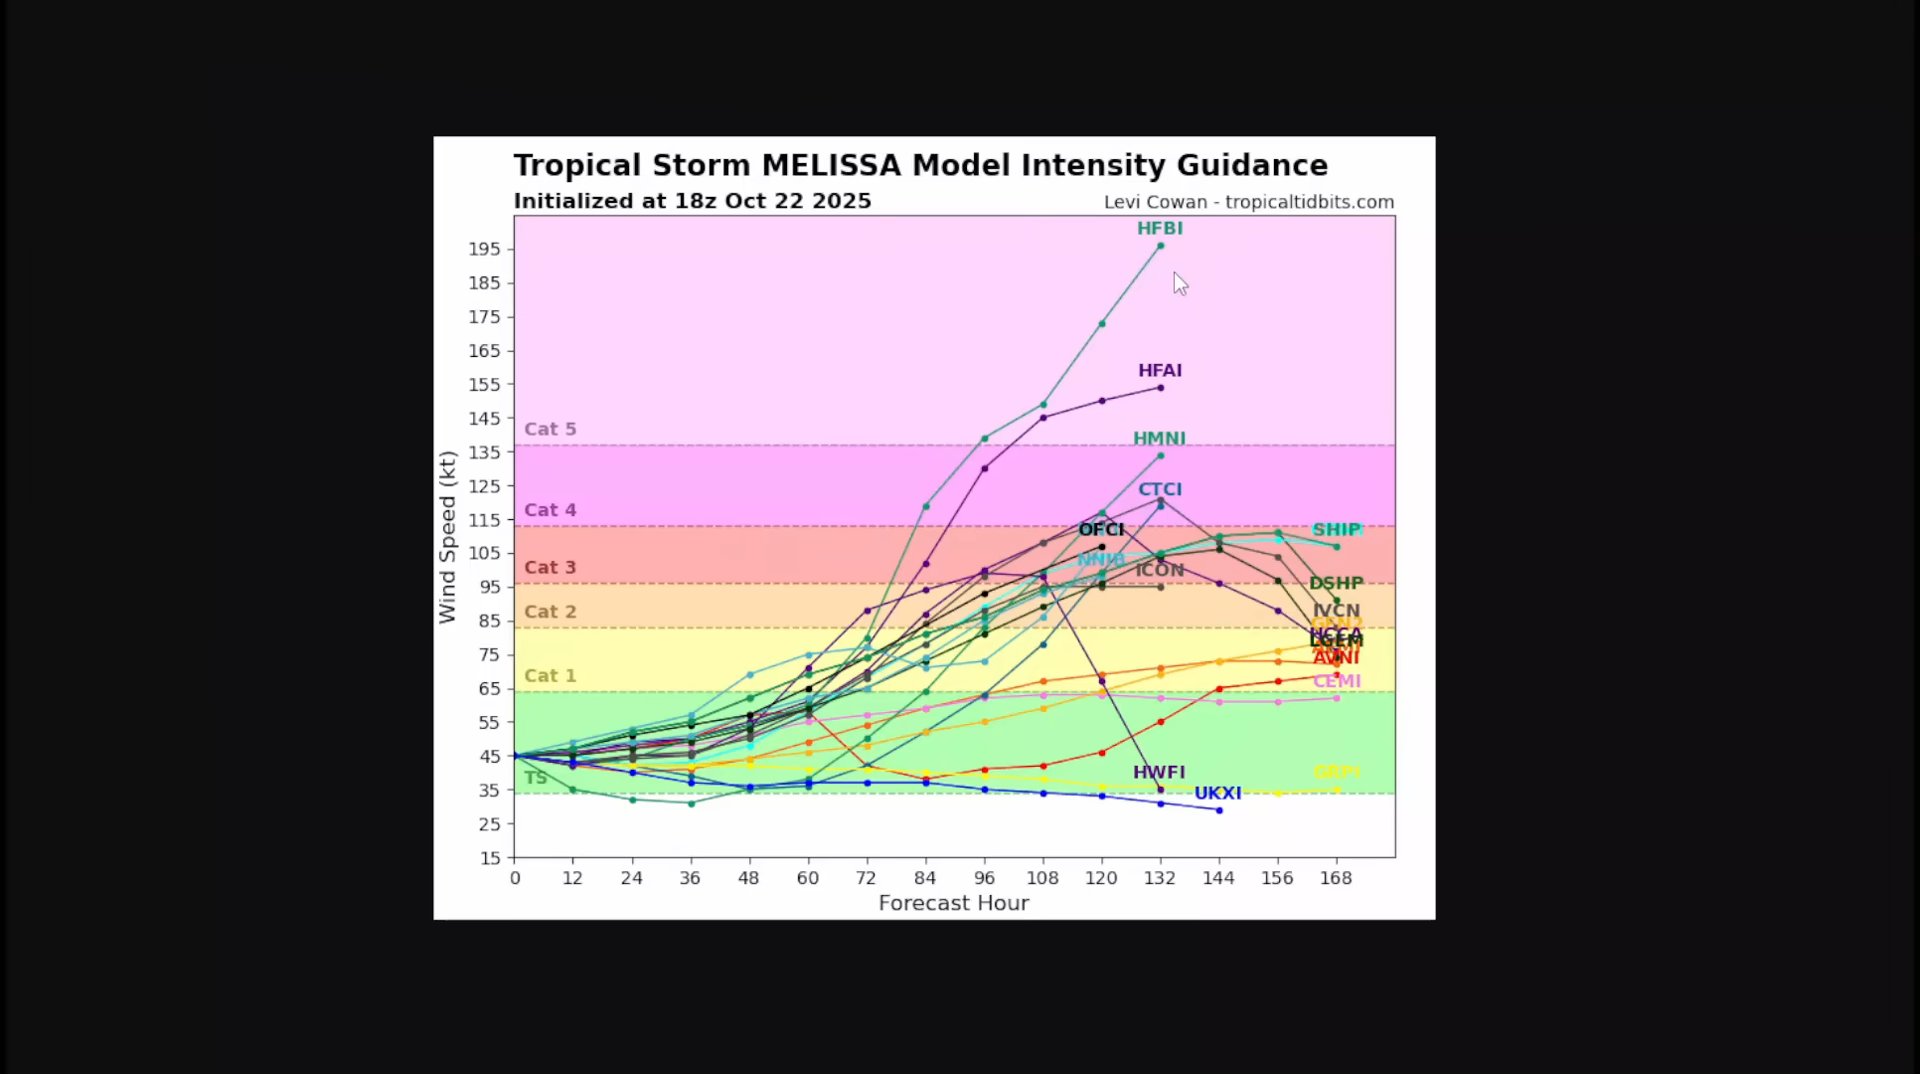 Tropical Storm MELISSA Model Intensity Guidance
Initialized at 18z Oct 22 2025
Levi Cowan - tropicaltidbits.com
HFBI
195
185
175
165
HFAI
155
145
Cat 5
HMNI
135
125
CTCI
Cat 4
115
OFCI
SHIP
105
NNIB
Cat 3
ICON
95
DSHP
Cat 2
IVCN
85
HCCA
LGEM
75
AVNI
Cat 1
CEMI
65
55
45
TS
HWFI
GRPI
35
UKXI
25
15
Wind Speed (kt)
0 12 24 36 48 60 72 84 96 108 120 132 144 156 168
Forecast Hour